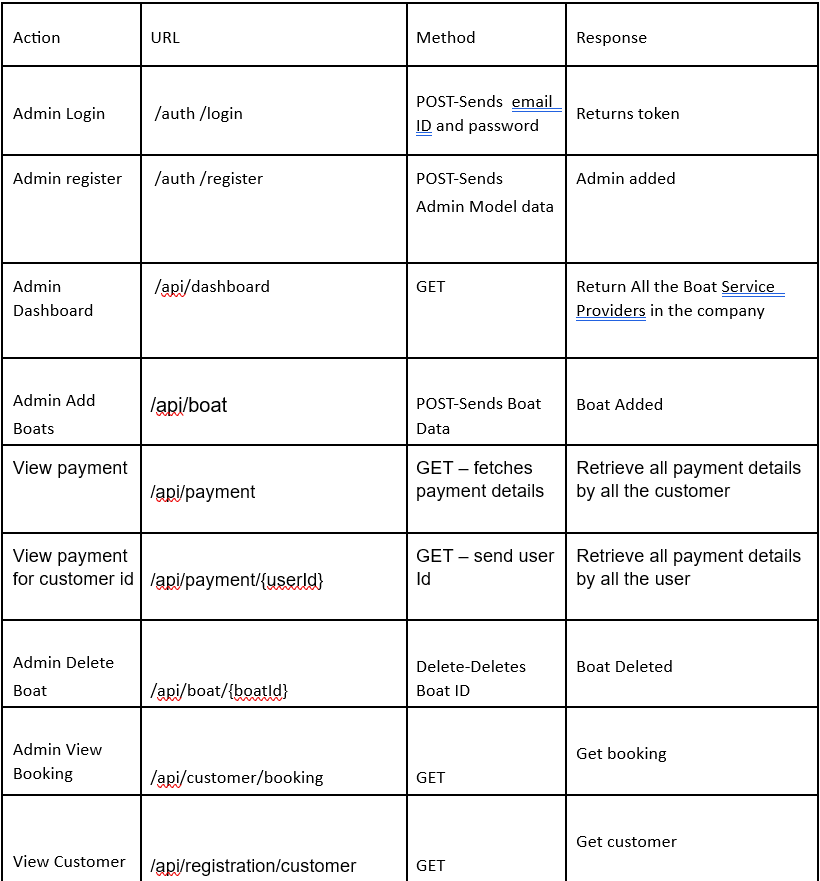 Action URL Method Response
Admin Login /auth /login POST-Sends email ID and password Returns token
Admin register /auth /register POST-Sends Admin Model data Admin added
Admin Dashboard /api/dashboard GET Return All the Boat Service Providers in the company
Admin Add Boats /api/boat POST-Sends Boat Data Boat Added
View payment /api/payment GET – fetches payment details Retrieve all payment details by all the customer
View payment for customer id /api/payment/{userId} GET – send user Id Retrieve all payment details by all the user
Admin Delete Boat /api/boat/{boatId} Delete-Deletes Boat ID Boat Deleted
Admin View Booking /api/customer/booking GET Get booking
View Customer /api/registration/customer GET Get customer